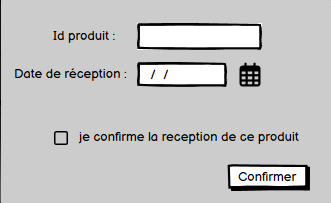 Id produit :
Date de réception : / /
je confirme la reception de ce produit
Confirmer